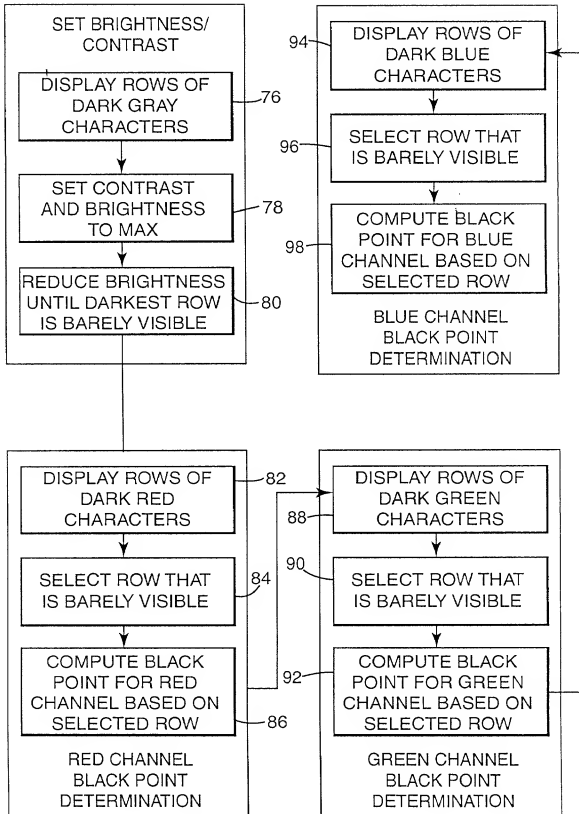 SET BRIGHTNESS/
CONTRAST
DISPLAY ROWS OF
DARK GRAY
CHARACTERS
76
SET CONTRAST
AND BRIGHTNESS
TO MAX
78
REDUCE BRIGHTNESS
UNTIL DARKEST ROW
IS BARELY VISIBLE
80
94
DISPLAY ROWS OF
DARK BLUE
CHARACTERS
96
SELECT ROW THAT
IS BARELY VISIBLE
98
COMPUTE BLACK
POINT FOR BLUE
CHANNEL BASED ON
SELECTED ROW
BLUE CHANNEL
BLACK POINT
DETERMINATION
DISPLAY ROWS OF
DARK RED
CHARACTERS
82
SELECT ROW THAT
IS BARELY VISIBLE
84
COMPUTE BLACK
POINT FOR RED
CHANNEL BASED ON
SELECTED ROW
86
RED CHANNEL
BLACK POINT
DETERMINATION
DISPLAY ROWS OF
DARK GREEN
CHARACTERS
88
90
SELECT ROW THAT
IS BARELY VISIBLE
92
COMPUTE BLACK
POINT FOR GREEN
CHANNEL BASED ON
SELECTED ROW
GREEN CHANNEL
BLACK POINT
DETERMINATION